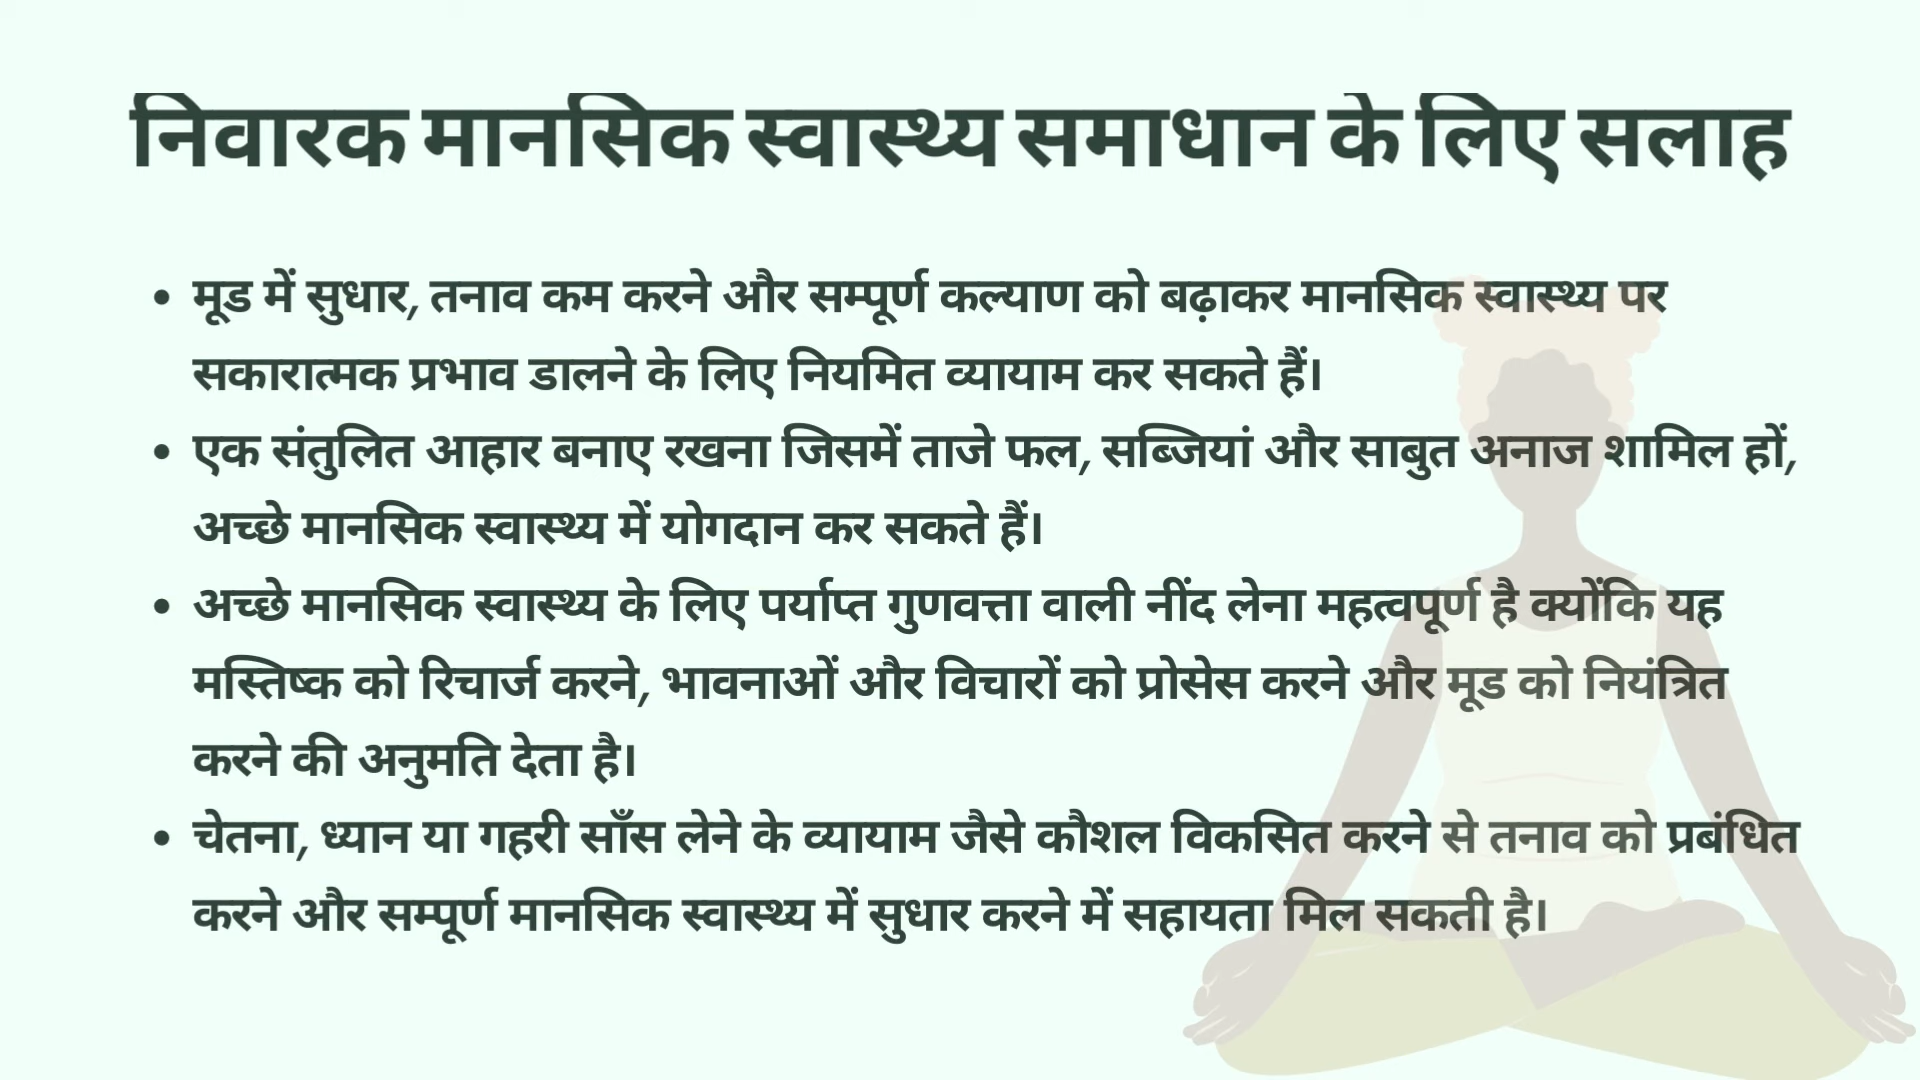 निवारक मानसिक स्वास्थ्य समाधान के लिए सलाह
• मूड में सुधार, तनाव कम करने और सम्पूर्ण कल्याण को बढ़ाकर मानसिक स्वास्थ्य पर
सकारात्मक प्रभाव डालने के लिए नियमित व्यायाम कर सकते हैं।
• एक संतुलित आहार बनाए रखना जिसमें ताजे फल, सब्जियां और साबुत अनाज शामिल हों,
अच्छे मानसिक स्वास्थ्य में योगदान कर सकते हैं।
• अच्छे मानसिक स्वास्थ्य के लिए पर्याप्त गुणवत्ता वाली नींद लेना महत्वपूर्ण है क्योंकि यह
मस्तिष्क को रिचार्ज करने, भावनाओं और विचारों को प्रोसेस करने और मूड को नियंत्रित
करने की अनुमति देता है।
• चेतना, ध्यान या गहरी साँस लेने के व्यायाम जैसे कौशल विकसित करने से तनाव को प्रबंधित
करने और सम्पूर्ण मानसिक स्वास्थ्य में सुधार करने में सहायता मिल सकती है।